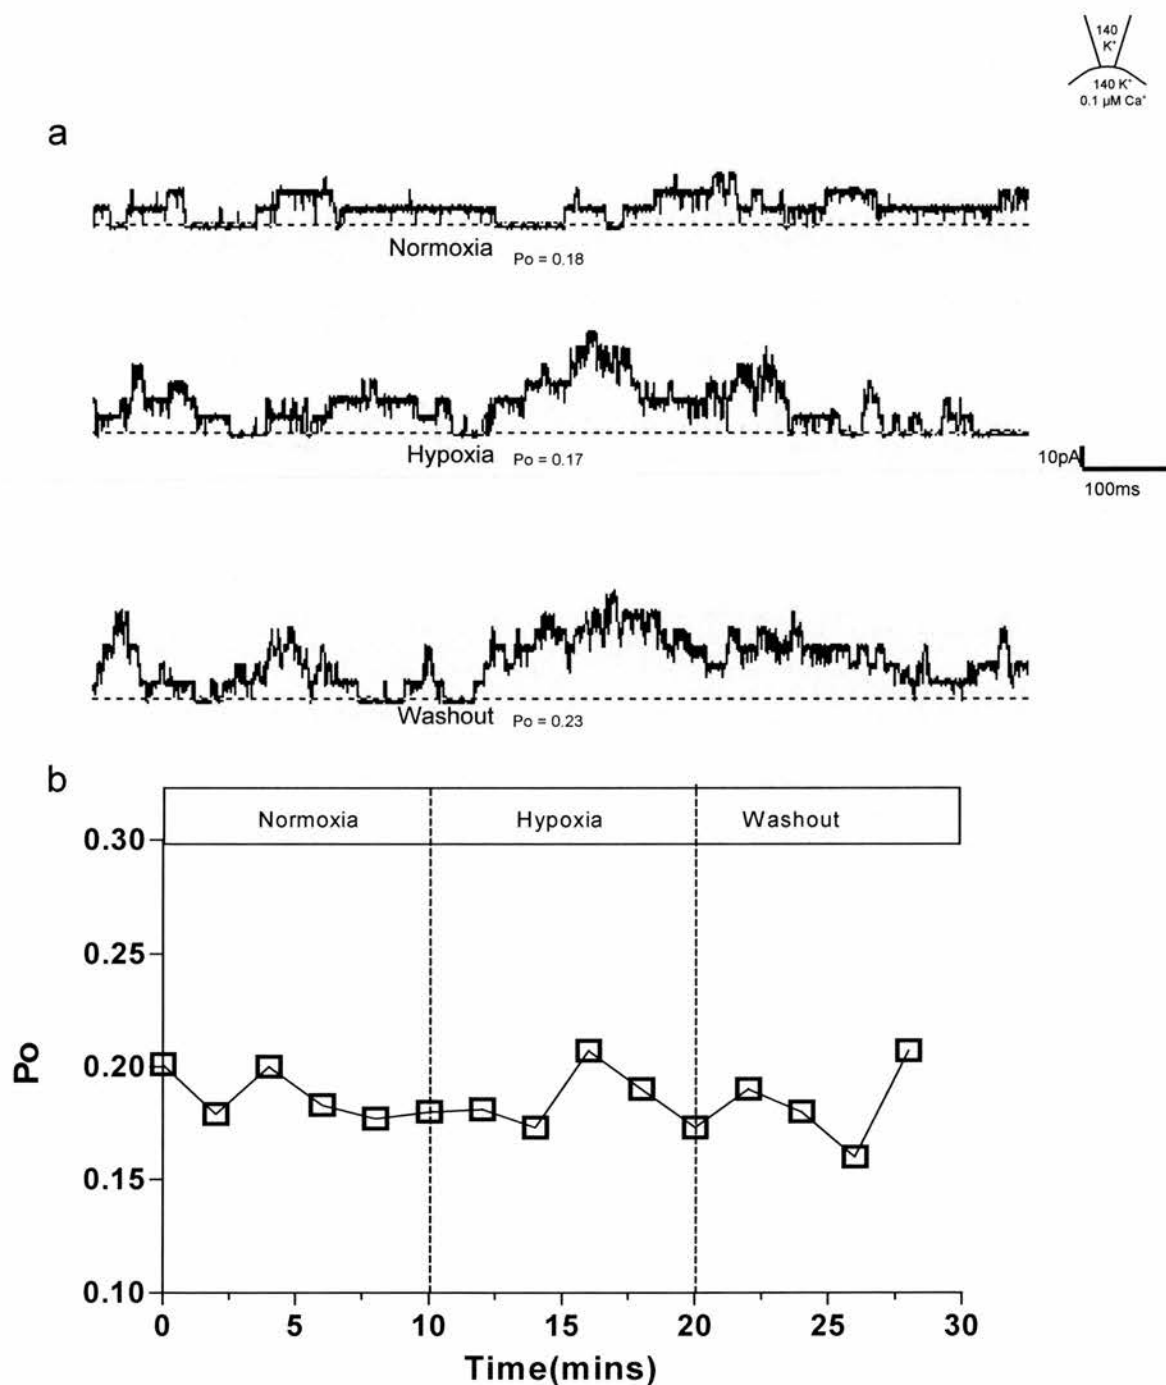 140
K⁺
140 K⁺
0.1 µM Ca⁺
a
Normoxia Po = 0.18
Hypoxia Po = 0.17
10pA
100ms
Washout Po = 0.23
b
Normoxia Hypoxia Washout
0.30
0.25
0.20
0.15
0.10
Po
0 5 10 15 20 25 30
Time(mins)